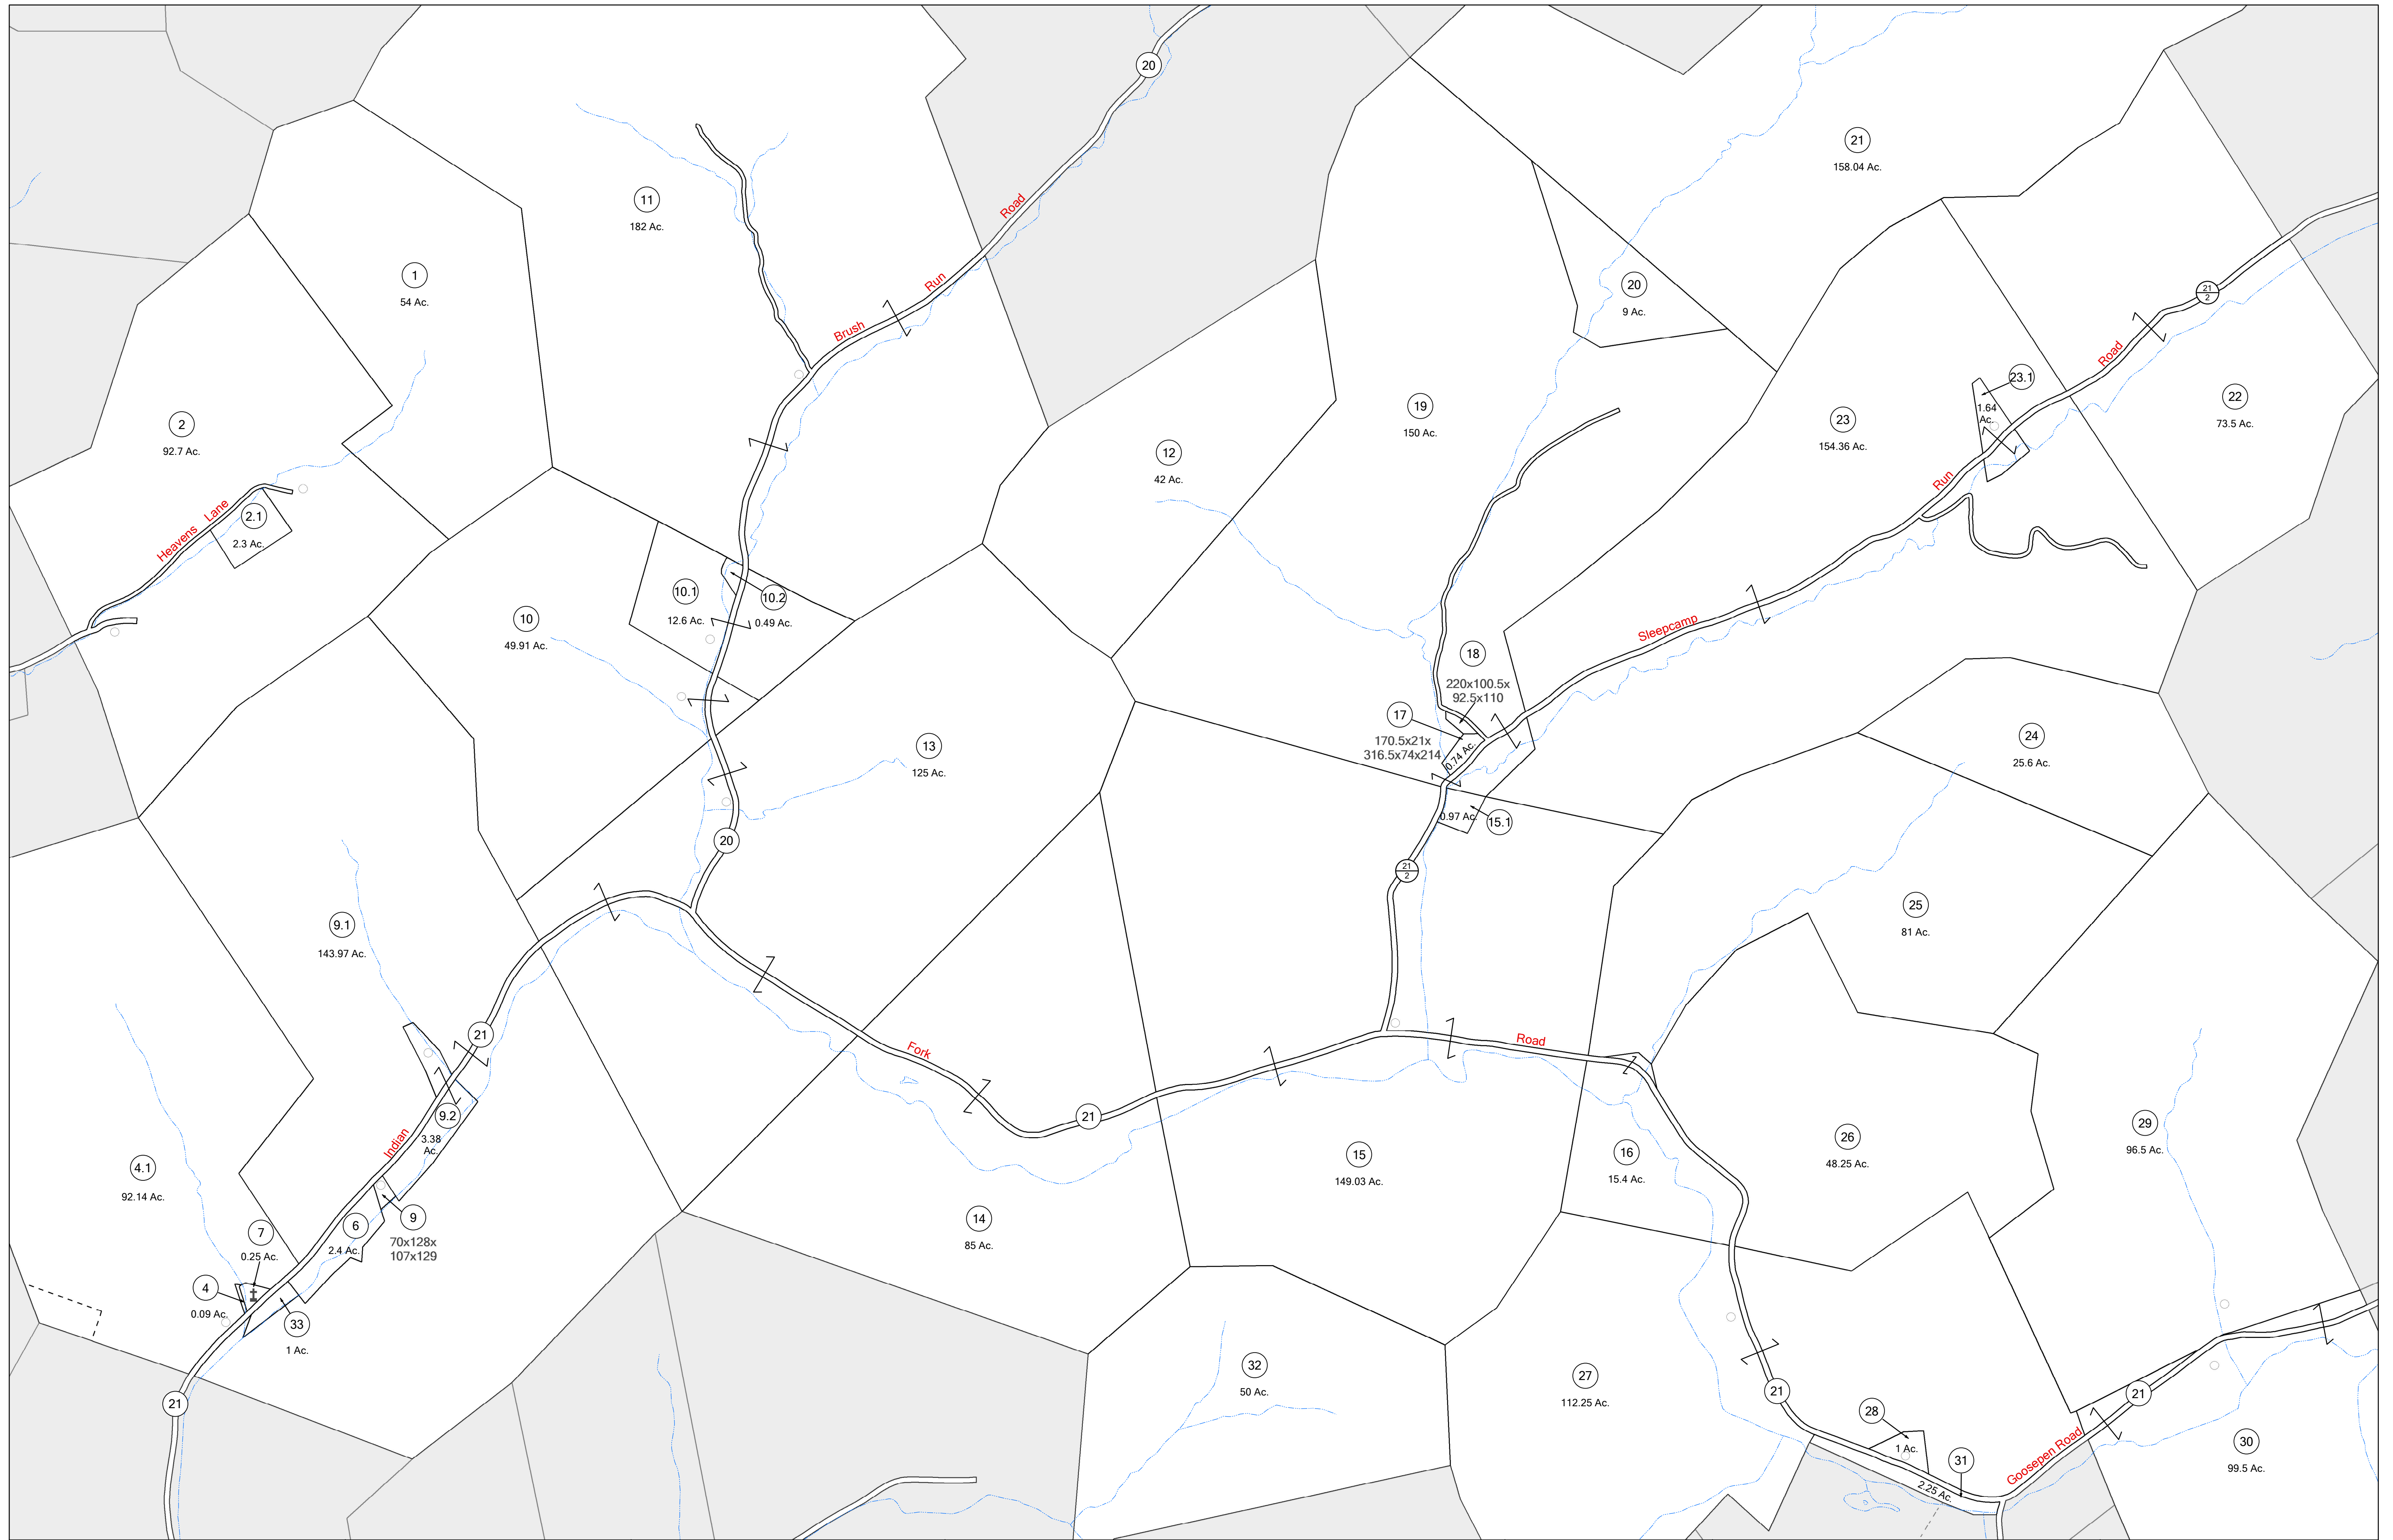 20
21
158.04 Ac.
11
182 Ac.
Road
1
54 Ac.
Run
20
9 Ac.
21
2
Brush
Road
23.1
1.64
Ac.
22
73.5 Ac.
19
150 Ac.
23
154.36 Ac.
2
92.7 Ac.
12
42 Ac.
Run
Heavens Lane
2.1
2.3 Ac.
10.1
12.6 Ac.
10.2
0.49 Ac.
10
49.91 Ac.
Sleepcamp
18
220x100.5x
92.5x110
17
170.5x21x
316.5x74x214
0.74 Ac.
13
125 Ac.
24
25.6 Ac.
0.97 Ac.
15.1
20
21
2
25
81 Ac.
9.1
143.97 Ac.
21
Fork
Road
21
9.2
3.38
Ac.
Indian
26
48.25 Ac.
29
96.5 Ac.
15
149.03 Ac.
16
15.4 Ac.
4.1
92.14 Ac.
6
2.4 Ac.
9
70x128x
107x129
14
85 Ac.
7
0.25 Ac.
4
0.09 Ac.
33
1 Ac.
32
50 Ac.
27
112.25 Ac.
21
21
21
28
1 Ac.
31
2.25 Ac.
Goosepen Road
30
99.5 Ac.